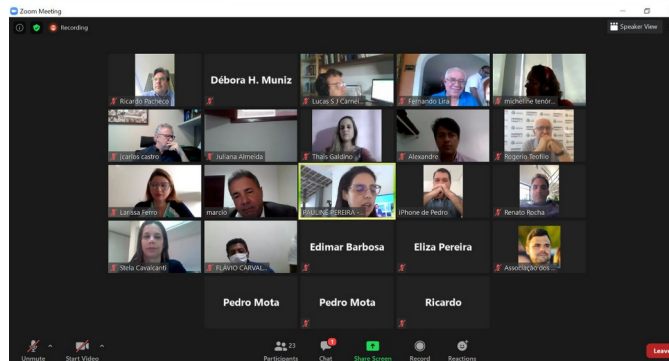 Zoom Meeting
Recording
Speaker View
Ricardo Pacheco
Débora H. Muniz
Lucas S J Carnei...
Fernando Lira
micheline tenór...
jcarlos castro
Juliana Almeida
Thais Galdino
Alexandre
Rogerio Teofilo
Larissa Ferro
marcio
PAULINE PEREIRA -...
iPhone de Pedro
Renato Rocha
Stela Cavalcanti
FLÁVIO CARVAL...
Edimar Barbosa
Eliza Pereira
Associação dos ...
Pedro Mota
Pedro Mota
Ricardo
Unmute
Start Video
23
Participants
1
Chat
Share Screen
Record
Reactions
Leave